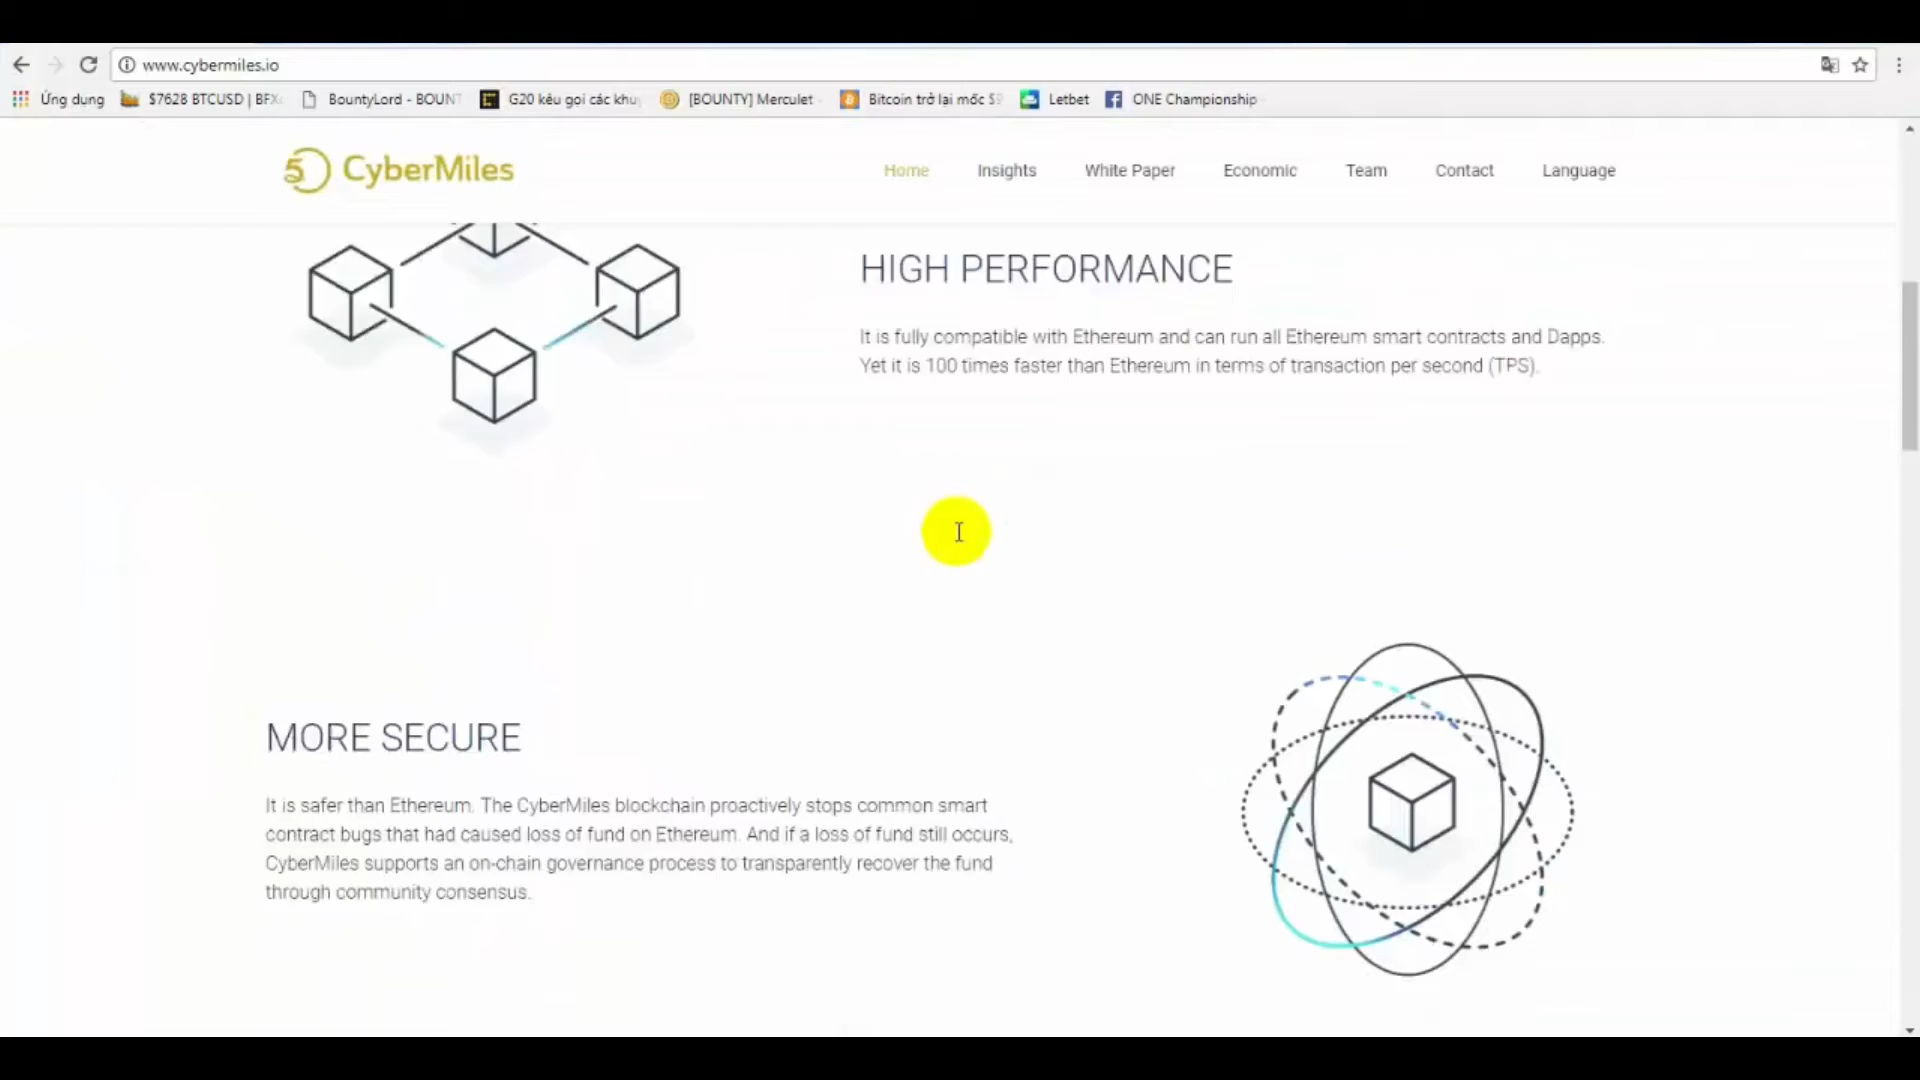 www.cybermiles.io
Ứng dụng $7628 BTCUSD | BFX BountyLord - BOUNT G20 kêu gọi các khu [BOUNTY] Merculet Bitcoin trở lại mốc $9 Letbet ONE Championship
CyberMiles Home Insights White Paper Economic Team Contact Language
HIGH PERFORMANCE
It is fully compatible with Ethereum and can run all Ethereum smart contracts and Dapps.
Yet it is 100 times faster than Ethereum in terms of transaction per second (TPS).
MORE SECURE
It is safer than Ethereum. The CyberMiles blockchain proactively stops common smart
contract bugs that had caused loss of fund on Ethereum. And if a loss of fund still occurs,
CyberMiles supports an on-chain governance process to transparently recover the fund
through community consensus.